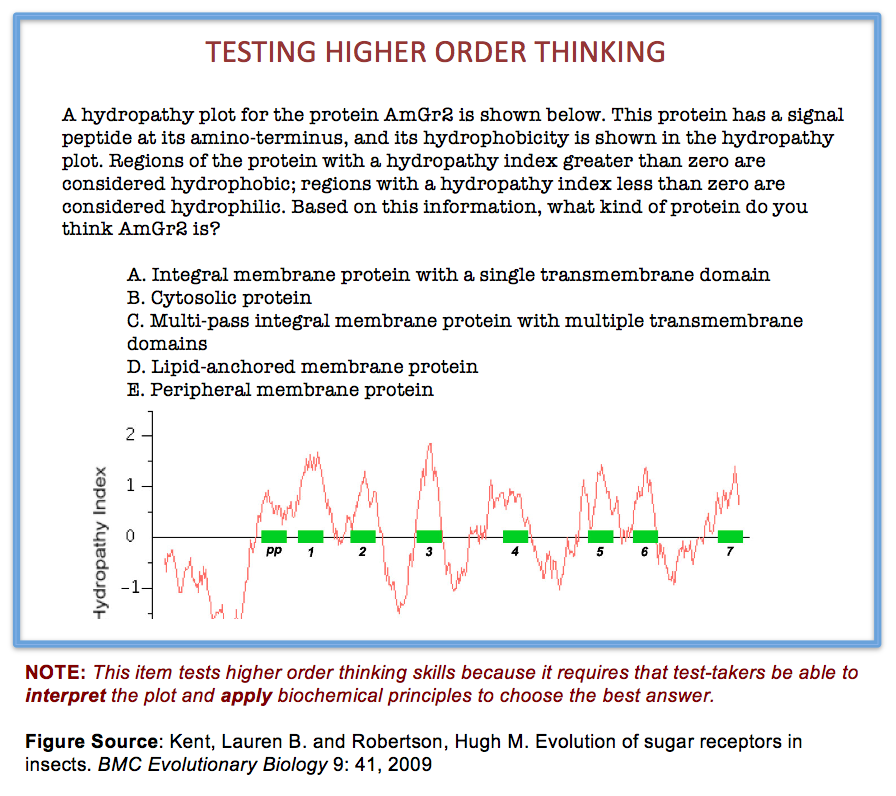 TESTING HIGHER ORDER THINKING
A hydropathy plot for the protein AmGr2 is shown below. This protein has a signal
peptide at its amino-terminus, and its hydrophobicity is shown in the hydropathy
plot. Regions of the protein with a hydropathy index greater than zero are
considered hydrophobic; regions with a hydropathy index less than zero are
considered hydrophilic. Based on this information, what kind of protein do you
think AmGr2 is?
A. Integral membrane protein with a single transmembrane domain
B. Cytosolic protein
C. Multi-pass integral membrane protein with multiple transmembrane
domains
D. Lipid-anchored membrane protein
E. Peripheral membrane protein
Hydropathy Index
2
1
0
-1
PP 1 2 3 4 5 6 7
NOTE: This item tests higher order thinking skills because it requires that test-takers be able to
interpret the plot and apply biochemical principles to choose the best answer.
Figure Source: Kent, Lauren B. and Robertson, Hugh M. Evolution of sugar receptors in
insects. BMC Evolutionary Biology 9: 41, 2009